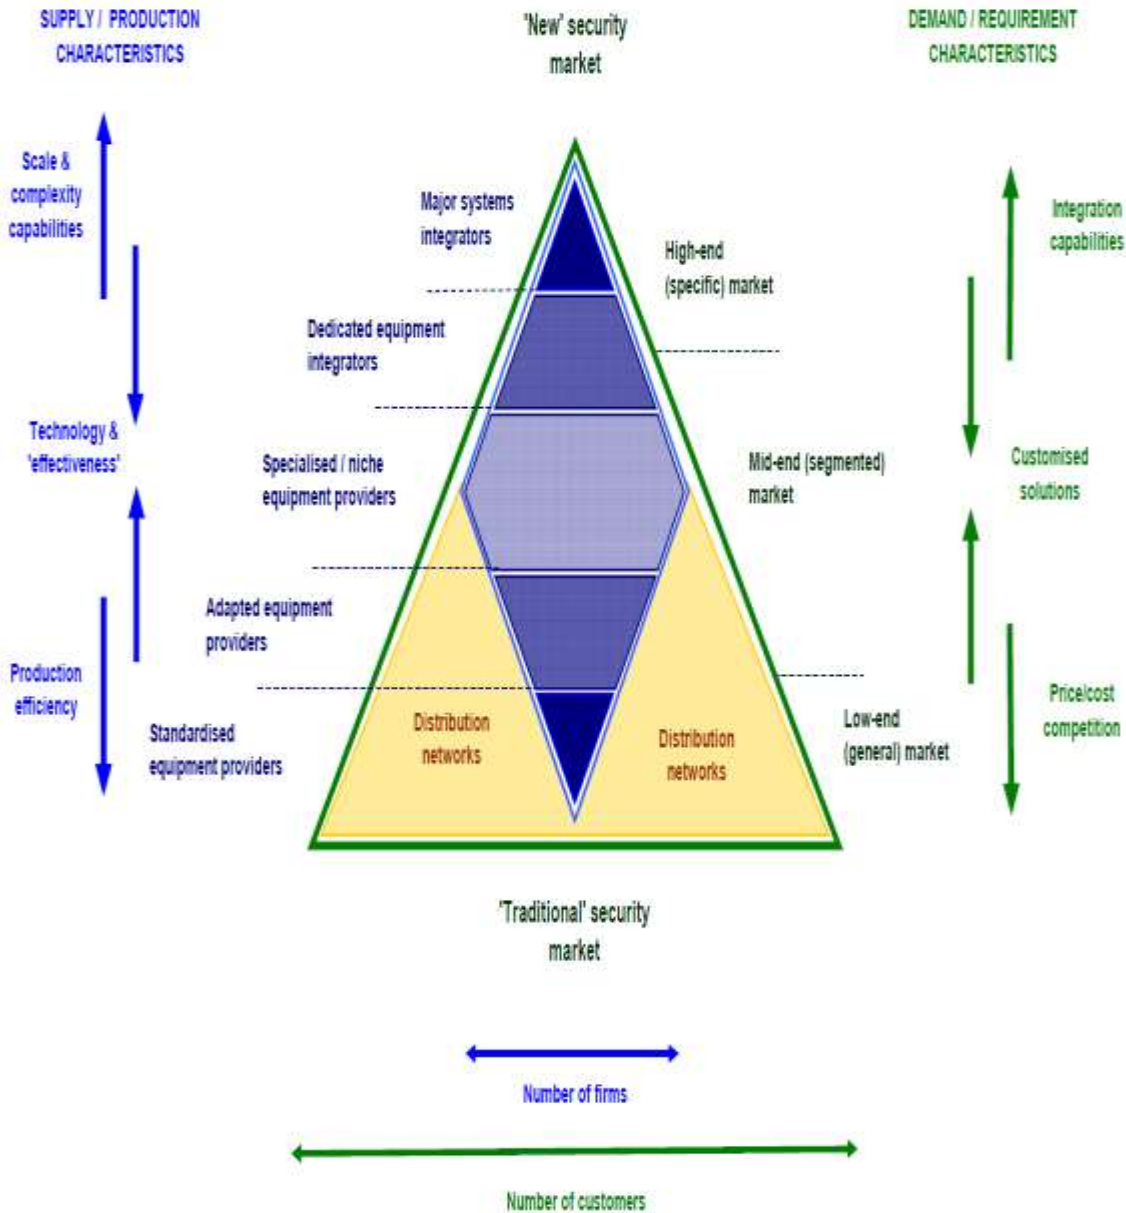 SUPPLY / PRODUCTION
CHARACTERISTICS
'New' security
market
DEMAND / REQUIREMENT
CHARACTERISTICS
Scale &
complexity
capabilities
Major systems
integrators
High-end
(specific) market
Integration
capabilities
Dedicated equipment
integrators
Technology &
'effectiveness'
Specialised / niche
equipment providers
Mid-end (segmented)
market
Customised
solutions
Adapted equipment
providers
Production
efficiency
Standardised
equipment providers
Distribution
networks
Distribution
networks
Low-end
(general) market
Price/cost
competition
'Traditional' security
market
Number of firms
Number of customers